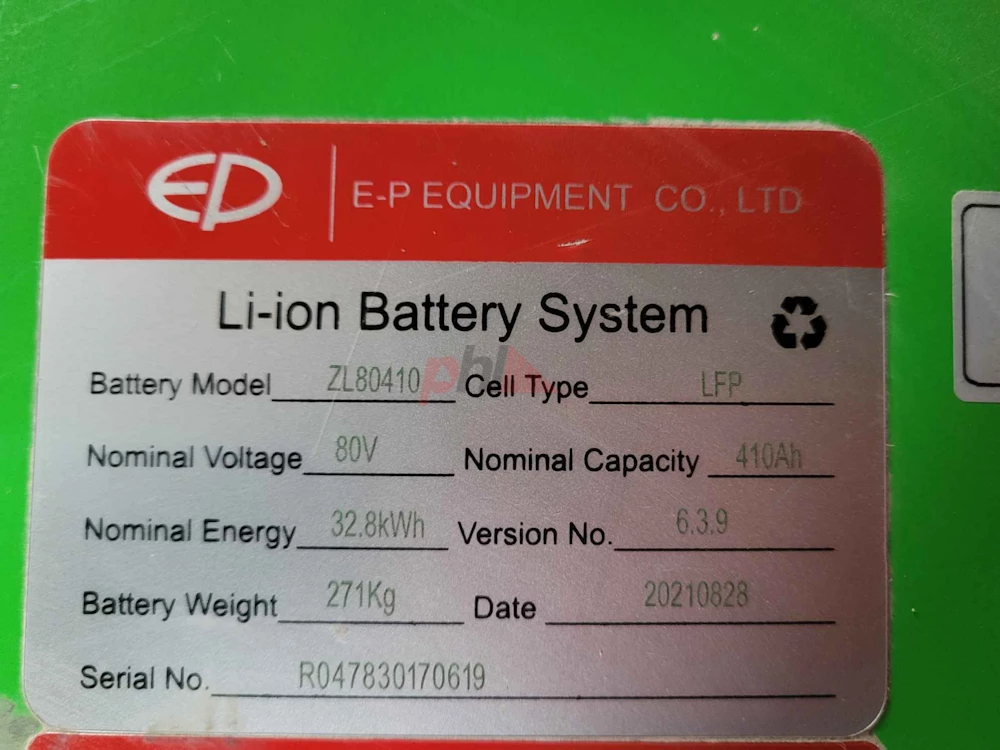 EP
E-P EQUIPMENT CO., LTD
Li-ion Battery System
Battery Model ZL80410 Cell Type LFP
Nominal Voltage 80V Nominal Capacity 410Ah
Nominal Energy 32.8kWh Version No. 6.3.9
Battery Weight 271Kg Date 20210828
Serial No. R047830170619
phl